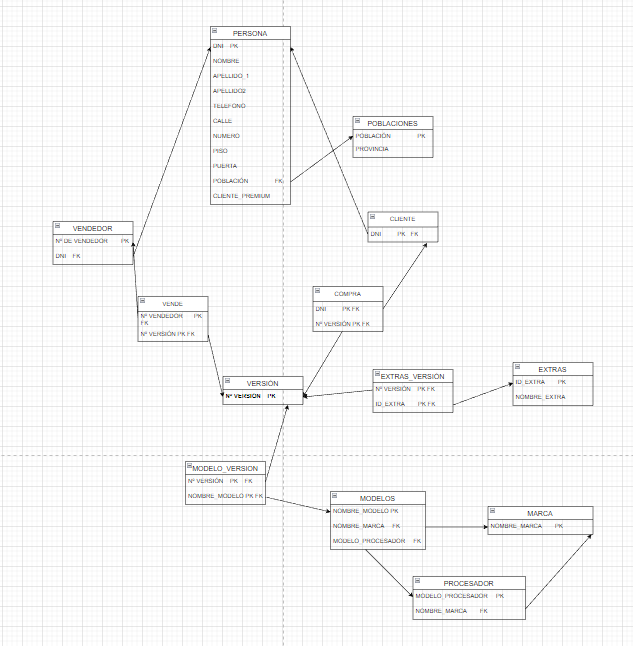 PERSONA
DNI PK
NOMBRE
APELLIDO_1
APELLIDO2
TELEFONO
CALLE
NUMERO
PISO
PUERTA
POBLACIÓN FK
CLIENTE_PREMIUM
POBLACIONES
POBLACIÓN PK
PROVINCIA
VENDEDOR
Nº DE VENDEDOR PK
DNI FK
CLIENTE
DNI PK FK
VENDE
Nº VENDEDOR PK
FK
Nº VERSIÓN PK FK
COMPRA
DNI PK FK
Nº VERSIÓN PK FK
VERSIÓN
Nº VERSIÓN PK
EXTRAS_VERSIÓN
Nº VERSIÓN PK FK
ID_EXTRA PK FK
EXTRAS
ID_EXTRA PK
NOMBRE_EXTRA
MODELO_VERSION
Nº VERSIÓN PK FK
NOMBRE_MODELO PK FK
MODELOS
NOMBRE_MODELO PK
NOMBRE_MARCA FK
MODELO_PROCESADOR FK
MARCA
NOMBRE_MARCA PK
PROCESADOR
MODELO_PROCESADOR PK
NOMBRE_MARCA FK